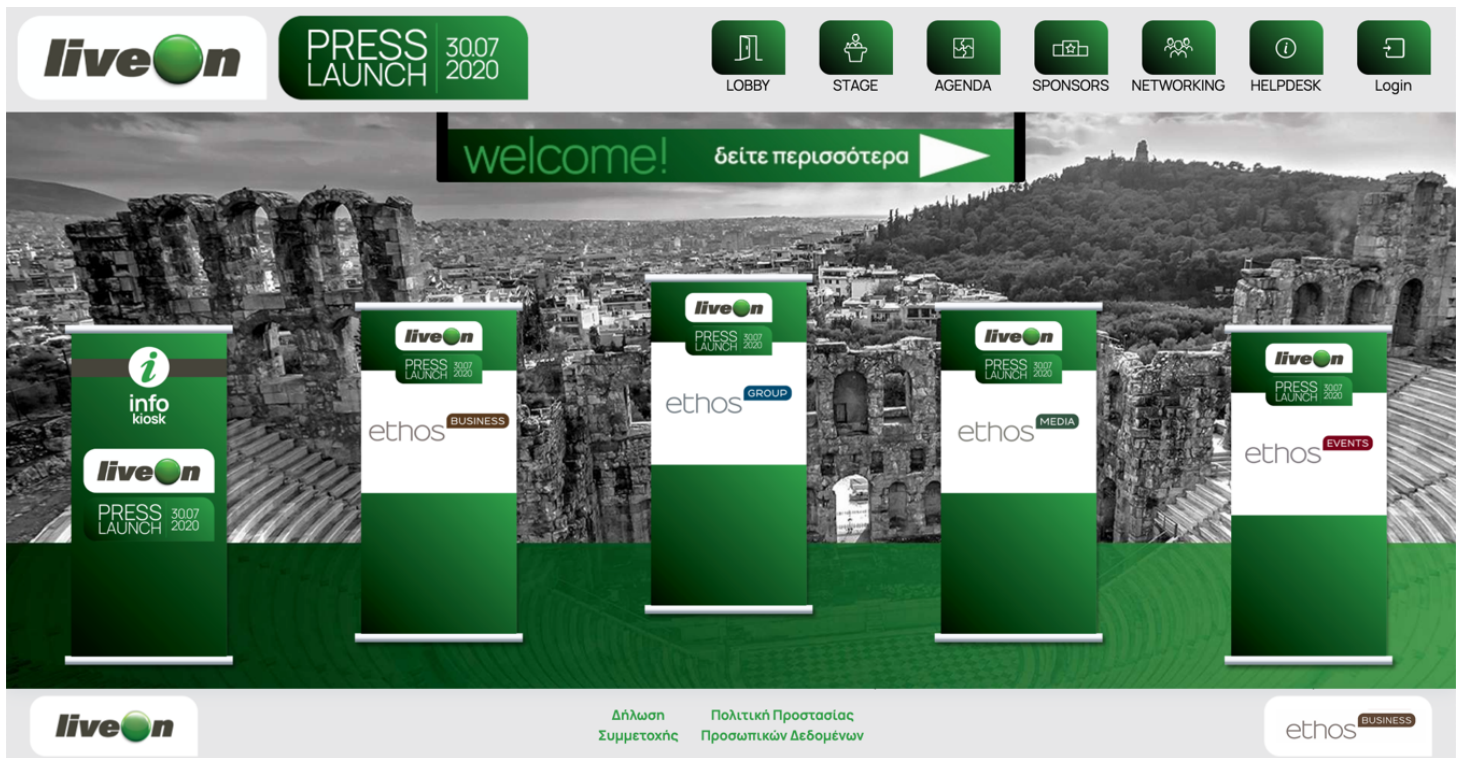 liveOn
PRESS
LAUNCH
30.07
2020
LOBBY
STAGE
AGENDA
SPONSORS
NETWORKING
HELPDESK
Login
welcome!
δείτε περισσότερα
info
kiosk
liveOn
PRESS
LAUNCH
30.07
2020
liveOn
PRESS
LAUNCH
30.07
2020
ethos BUSINESS
liveOn
PRESS
LAUNCH
30.07
2020
ethos GROUP
liveOn
PRESS
LAUNCH
30.07
2020
ethos MEDIA
liveOn
PRESS
LAUNCH
30.07
2020
ethos EVENTS
liveOn
Δήλωση
Συμμετοχής
Πολιτική Προστασίας
Προσωπικών Δεδομένων
ethos BUSINESS